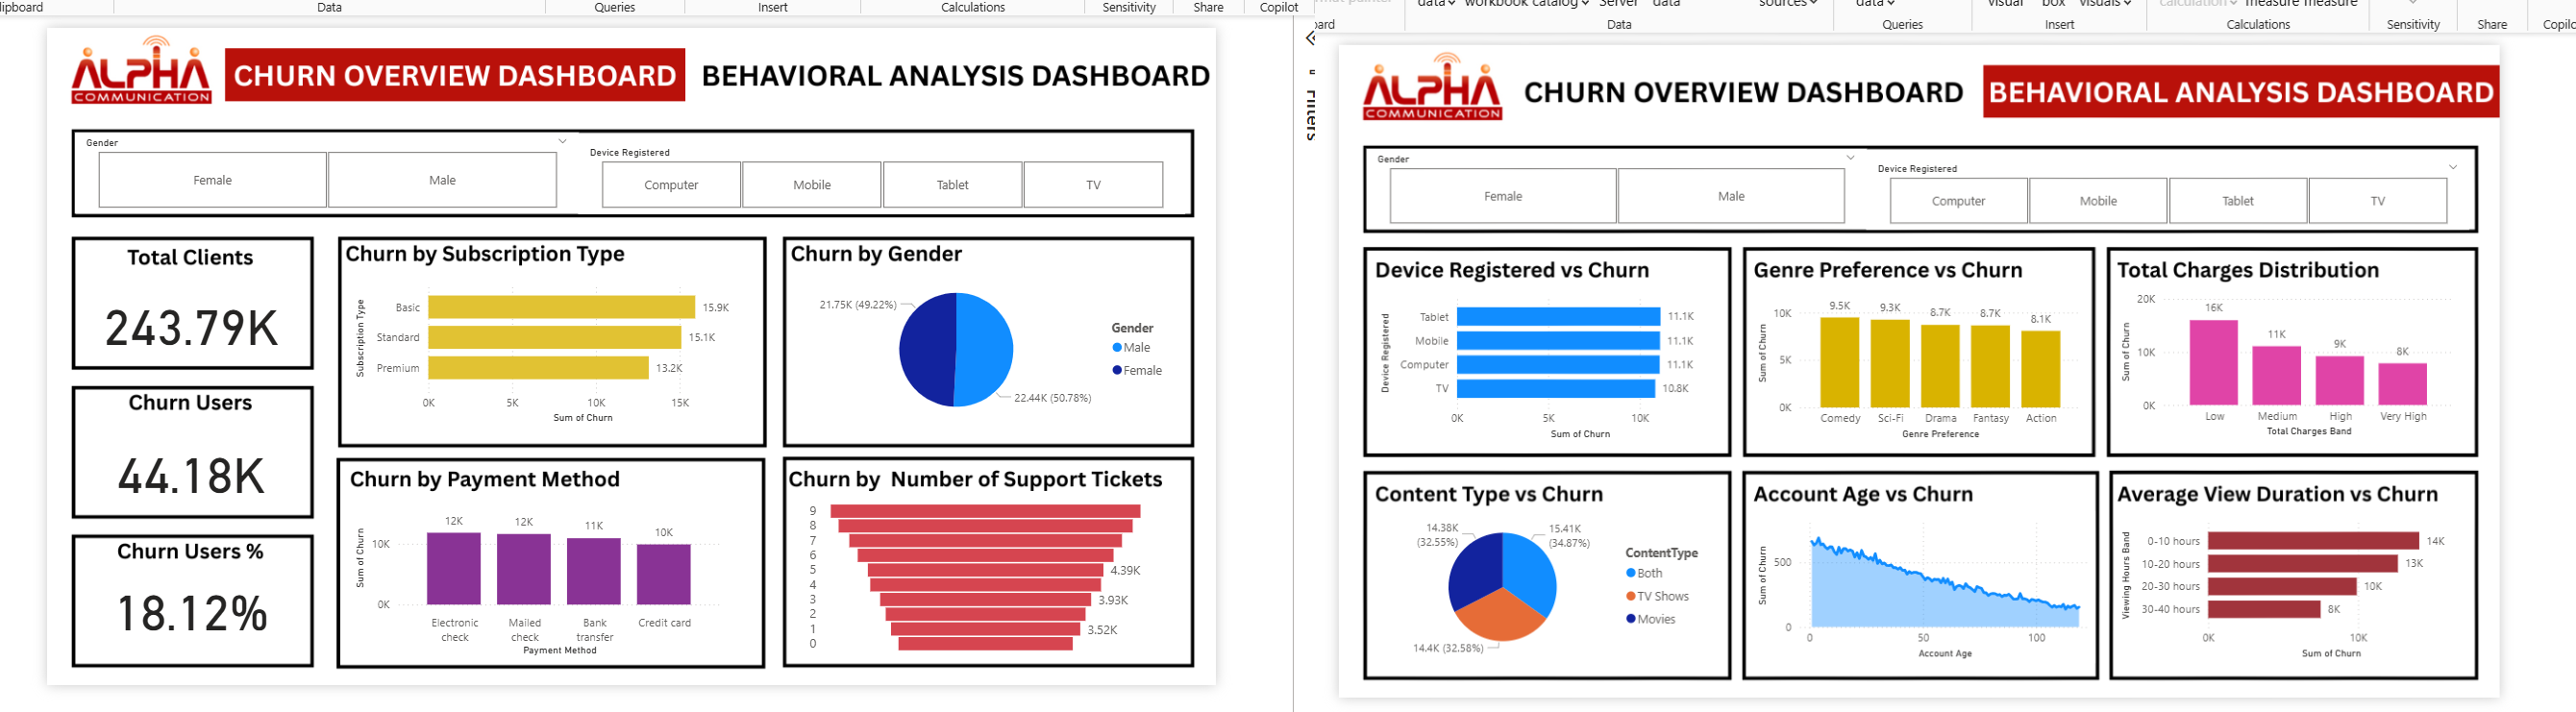 lipboard
Data
Queries
Insert
Calculations
Sensitivity
Share
Copilot
ALPHA
COMMUNICATION
CHURN OVERVIEW DASHBOARD
BEHAVIORAL ANALYSIS DASHBOARD
Gender
Female
Male
Device Registered
Computer
Mobile
Tablet
TV
Total Clients
243.79K
Churn Users
44.18K
Churn Users %
18.12%
Churn by Subscription Type
Subscription Type
Basic
15.9K
Standard
15.1K
Premium
13.2K
0K
5K
10K
15K
Sum of Churn
Churn by Gender
21.75K (49.22%)
22.44K (50.78%)
Gender
Male
Female
Churn by Payment Method
Sum of Churn
10K
0K
12K
12K
11K
10K
Electronic
check
Mailed
check
Bank
transfer
Credit card
Payment Method
Churn by Number of Support Tickets
9
8
7
6
5
4.39K
4
3
3.93K
2
1
3.52K
0
Filters
data
workbook
catalog
Server
data
sources
data
visual
box
visuals
calculation
measure
measure
Data
Queries
Insert
Calculations
Sensitivity
Share
ALPHA
COMMUNICATION
CHURN OVERVIEW DASHBOARD
BEHAVIORAL ANALYSIS DASHBOARD
Gender
Female
Male
Device Registered
Computer
Mobile
Tablet
TV
Device Registered vs Churn
Device Registered
Tablet
11.1K
Mobile
11.1K
Computer
11.1K
TV
10.8K
0K
5K
10K
Sum of Churn
Genre Preference vs Churn
Sum of Churn
10K
5K
0K
9.5K
9.3K
8.7K
8.7K
8.1K
Comedy
Sci-Fi
Drama
Fantasy
Action
Genre Preference
Total Charges Distribution
Sum of Churn
20K
10K
0K
16K
11K
9K
8K
Low
Medium
High
Very High
Total Charges Band
Content Type vs Churn
14.38K
(32.55%)
15.41K
(34.87%)
14.4K (32.58%)
ContentType
Both
TV Shows
Movies
Account Age vs Churn
Sum of Churn
500
0
0
50
100
Account Age
Average View Duration vs Churn
Viewing Hours Band
0-10 hours
14K
10-20 hours
13K
20-30 hours
10K
30-40 hours
8K
0K
10K
Sum of Churn